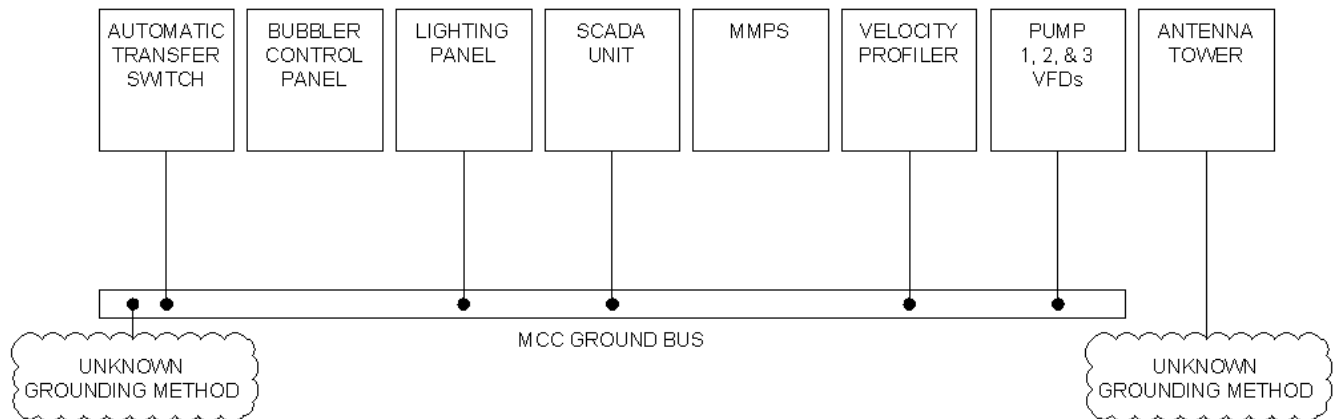 AUTOMATIC
TRANSFER
SWITCH
BUBBLER
CONTROL
PANEL
LIGHTING
PANEL
SCADA
UNIT
MMPS
VELOCITY
PROFILER
PUMP
1, 2, & 3
VFDs
ANTENNA
TOWER
MCC GROUND BUS
UNKNOWN
GROUNDING METHOD
UNKNOWN
GROUNDING METHOD